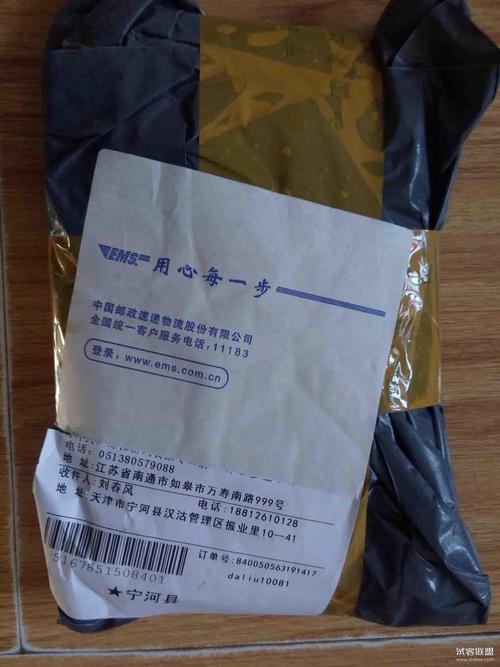 EMS 用心每一步
中国邮政速递物流股份有限公司
全国统一客户服务电话:11183
登录:www.ems.com.cn
电话:051380579088
地 址:江苏省南通市如皋市万寿南路999号
收件人:刘春风 电话:18812610128
地 址:天津市宁河县汉沽管理区振业里10-41
5167851508401
订单号:840050563191417
daliu10081
★宁河县
试客联盟
www.shikee.com